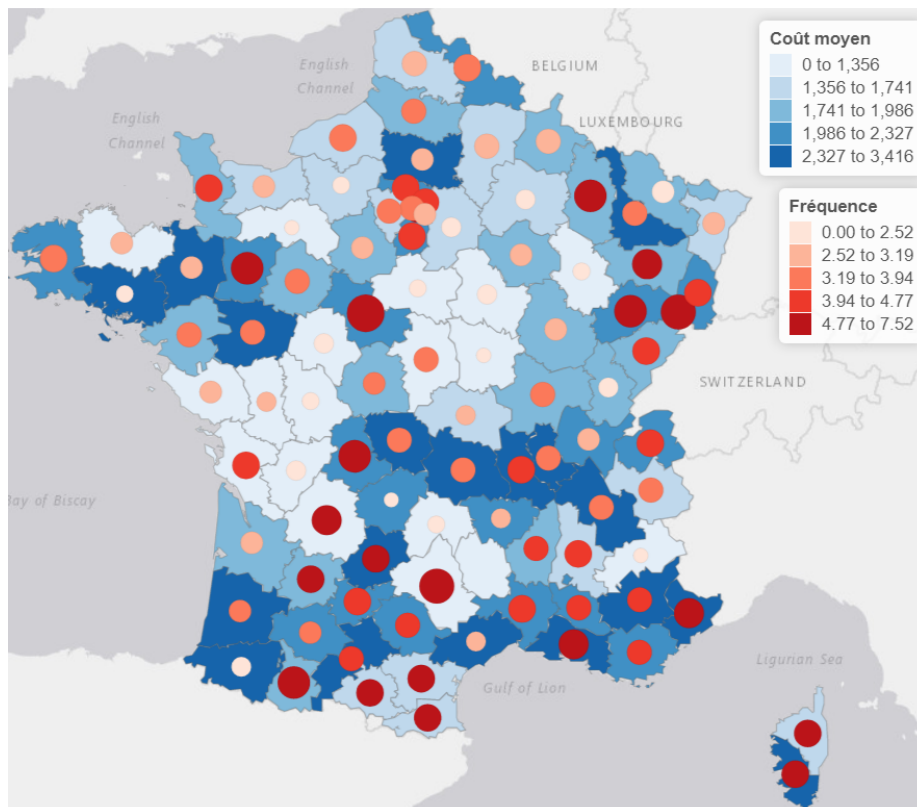 English
Channel
BELGIUM
English
Channel
LUXEMBOURG
SWITZERLAND
Bay of Biscay
Ligurian Sea
Gulf of Lion
Coût moyen
0 to 1,356
1,356 to 1,741
1,741 to 1,986
1,986 to 2,327
2,327 to 3,416
Fréquence
0.00 to 2.52
2.52 to 3.19
3.19 to 3.94
3.94 to 4.77
4.77 to 7.52